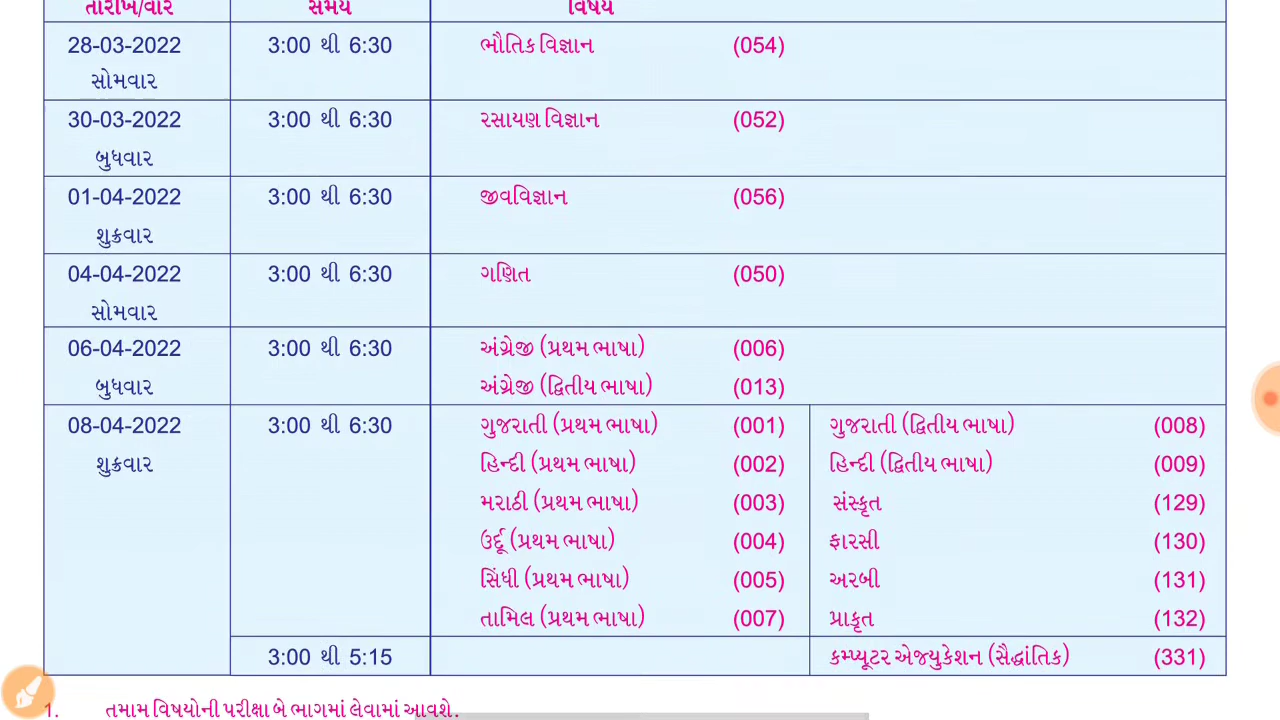 તારીખ/વાર સમય વિષય
28-03-2022 3:00 થી 6:30 ભૌતિક વિજ્ઞાન (054)
સોમવાર
30-03-2022 3:00 થી 6:30 રસાયણ વિજ્ઞાન (052)
બુધવાર
01-04-2022 3:00 થી 6:30 જીવવિજ્ઞાન (056)
શુક્રવાર
04-04-2022 3:00 થી 6:30 ગણિત (050)
સોમવાર
06-04-2022 3:00 થી 6:30 અંગ્રેજી (પ્રથમ ભાષા) (006)
બુધવાર અંગ્રેજી (દ્વિતીય ભાષા) (013)
08-04-2022 3:00 થી 6:30 ગુજરાતી (પ્રથમ ભાષા) (001) ગુજરાતી (દ્વિતીય ભાષા) (008)
શુક્રવાર હિન્દી (પ્રથમ ભાષા) (002) હિન્દી (દ્વિતીય ભાષા) (009)
મરાઠી (પ્રથમ ભાષા) (003) સંસ્કૃત (129)
ઉર્દૂ (પ્રથમ ભાષા) (004) ફારસી (130)
સિંધી (પ્રથમ ભાષા) (005) અરબી (131)
તામિલ (પ્રથમ ભાષા) (007) પ્રાકૃત (132)
3:00 થી 5:15 કમ્પ્યૂટર એજ્યુકેશન (સૈદ્ધાંતિક) (331)
1. તમામ વિષયોની પરીક્ષા બે ભાગમાં લેવામાં આવશે.